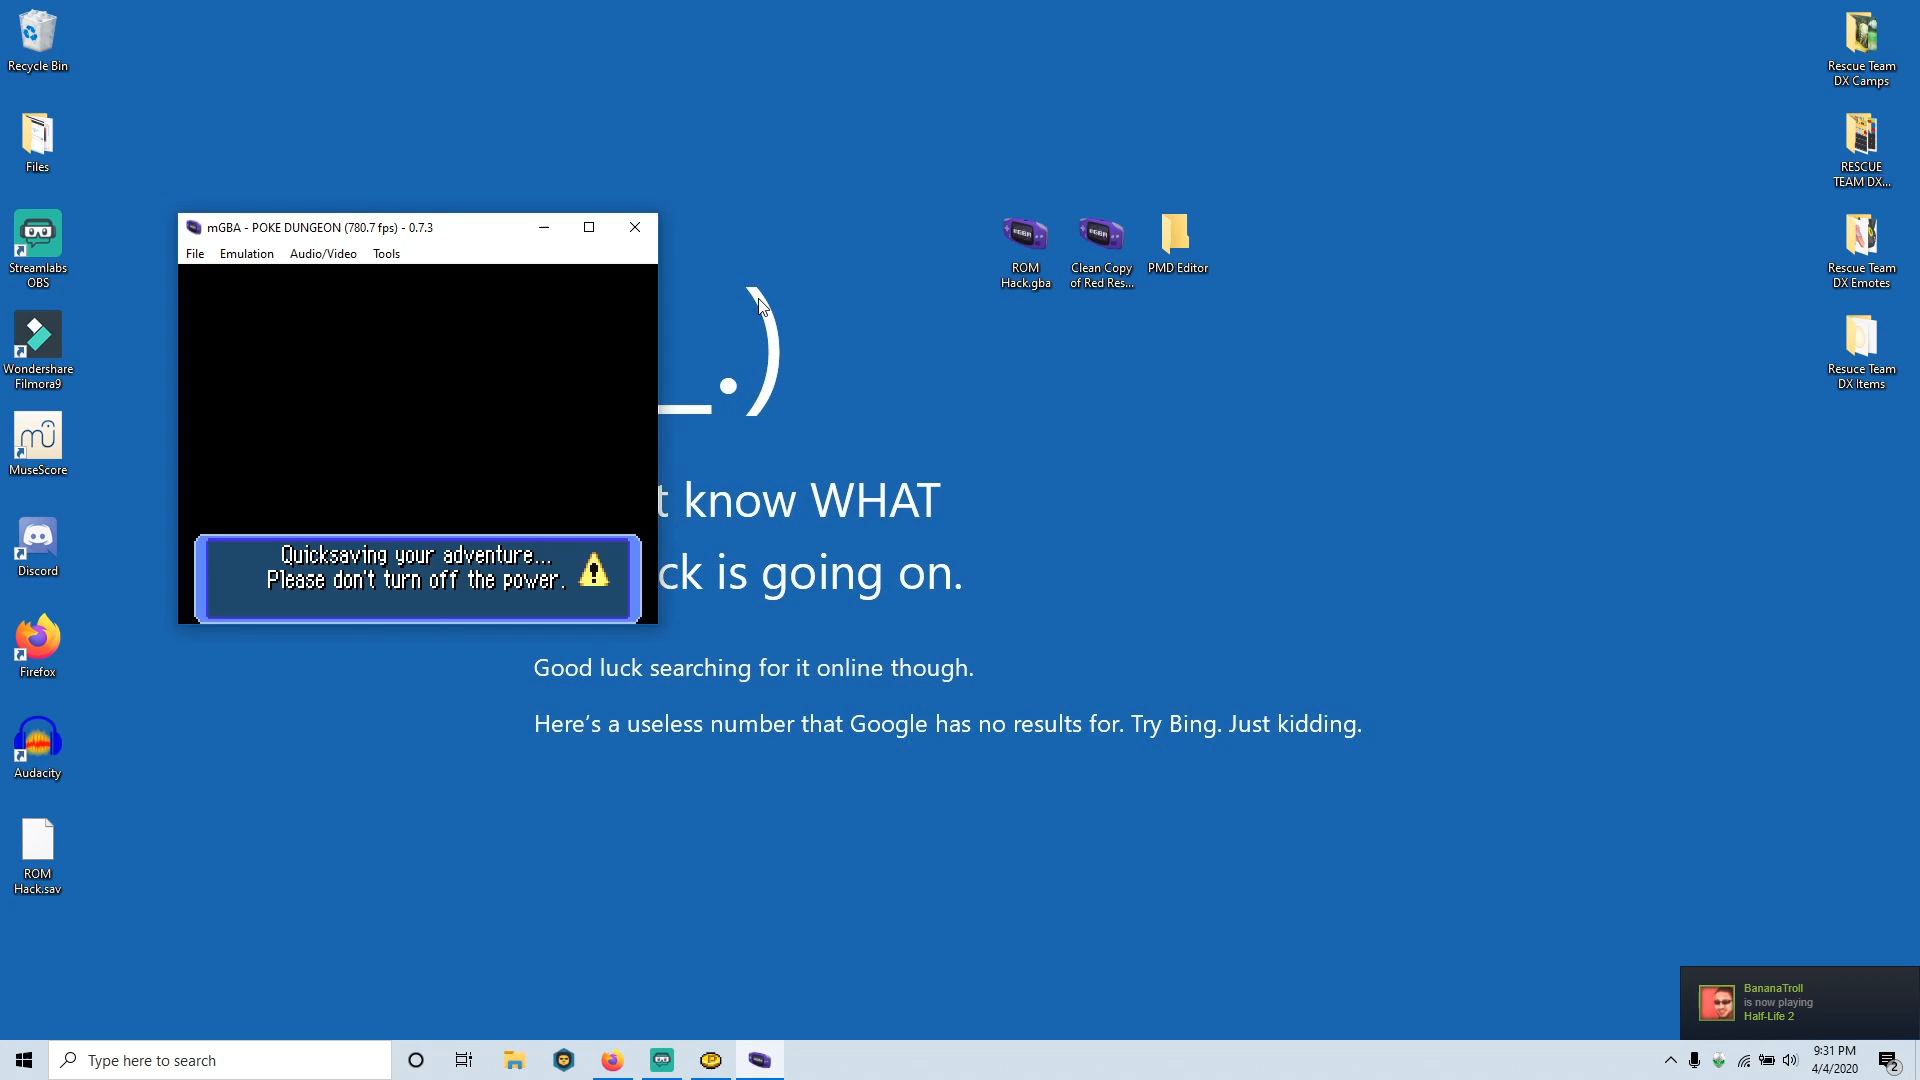 Recycle Bin
Files
Streamlabs
OBS
Wondershare
Filmora9
MuseScore
Discord
Firefox
Audacity
ROM
Hack.sav
mGBA - POKE DUNGEON (780.7 fps) - 0.7.3
File Emulation Audio/Video Tools
Quicksaving your adventure...
Please don't turn off the power.
_.)
t know WHAT
ck is going on.
Good luck searching for it online though.
Here's a useless number that Google has no results for. Try Bing. Just kidding.
ROM
Hack.gba
Clean Copy
of Red Res...
PMD Editor
Rescue Team
DX Camps
RESCUE
TEAM DX...
Rescue Team
DX Emotes
Resuce Team
DX Items
BananaTroll
is now playing
Half-Life 2
Type here to search
9:31 PM
4/4/2020
2